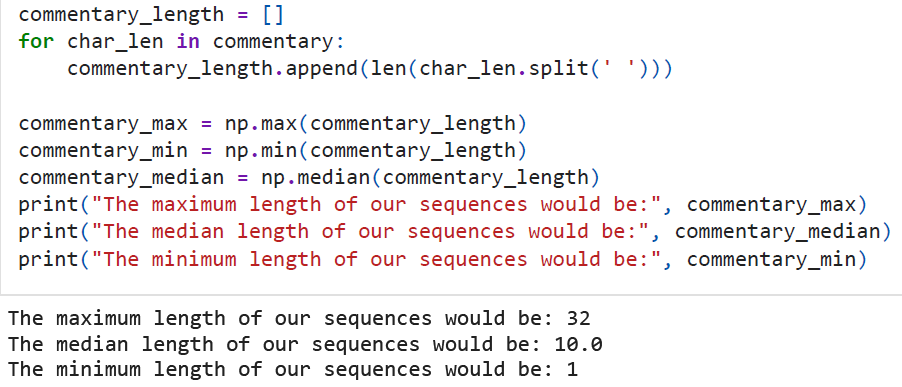 commentary_length = []
for char_len in commentary:
    commentary_length.append(len(char_len.split(' ')))

commentary_max = np.max(commentary_length)
commentary_min = np.min(commentary_length)
commentary_median = np.median(commentary_length)
print("The maximum length of our sequences would be:", commentary_max)
print("The median length of our sequences would be:", commentary_median)
print("The minimum length of our sequences would be:", commentary_min)
The maximum length of our sequences would be: 32
The median length of our sequences would be: 10.0
The minimum length of our sequences would be: 1